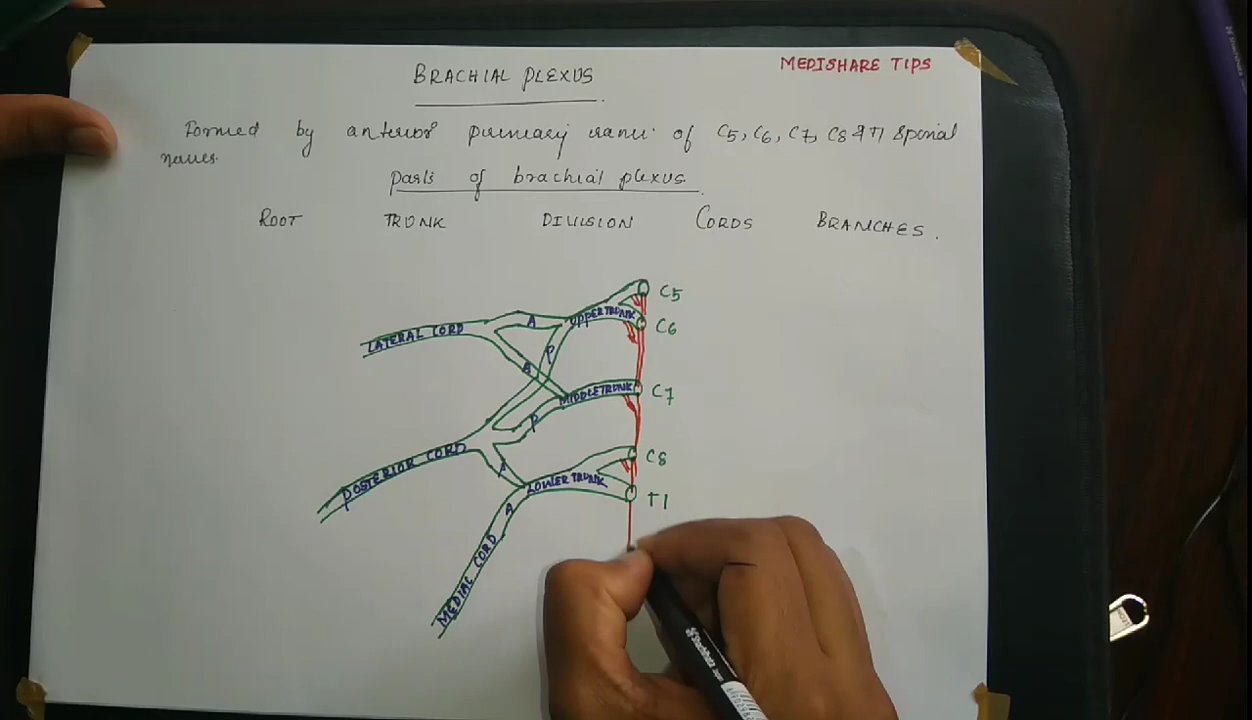 BRACHIAL PLEXUS
MEDISHARE TIPS
Formed by anterior primary rami of C5, C6, C7, C8 & T1 Spinal
nerves.
Parts of brachial plexus.
ROOT TRUNK DIVISION CORDS BRANCHES.
C5
UPPER TRUNK
A
C6
LATERAL CORD
P
A
MIDDLE TRUNK
C7
P
POSTERIOR CORD
C8
A
LOWER TRUNK
T1
A
MEDIAL CORD